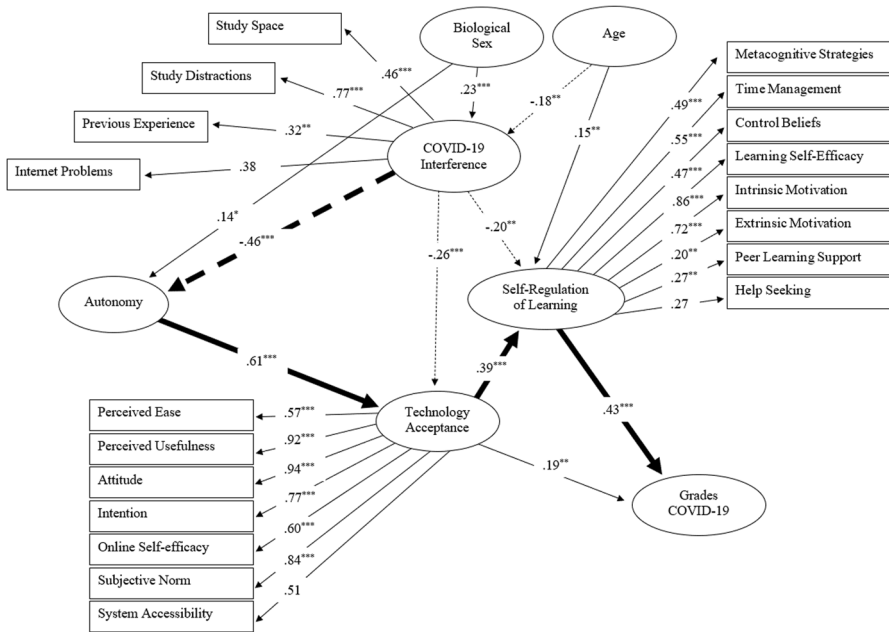 Study Space
Biological
Sex
Age
Metacognitive Strategies
Study Distractions
.46***
.23***
-.18**
.49***
Time Management
.77***
Previous Experience
.32**
COVID-19
Interference
.15**
.55***
Control Beliefs
Internet Problems
.38
.47***
Learning Self-Efficacy
.86***
Intrinsic Motivation
.14*
-.46***
-.20**
.72***
Extrinsic Motivation
-.26***
.20**
Peer Learning Support
.27**
Autonomy
Self-Regulation
of Learning
.27
Help Seeking
.61***
.39***
Perceived Ease
.57***
Technology
Acceptance
.43***
Perceived Usefulness
.92***
Attitude
.94***
.19**
Intention
.77***
Grades
COVID-19
Online Self-efficacy
.60***
Subjective Norm
.84***
System Accessibility
.51